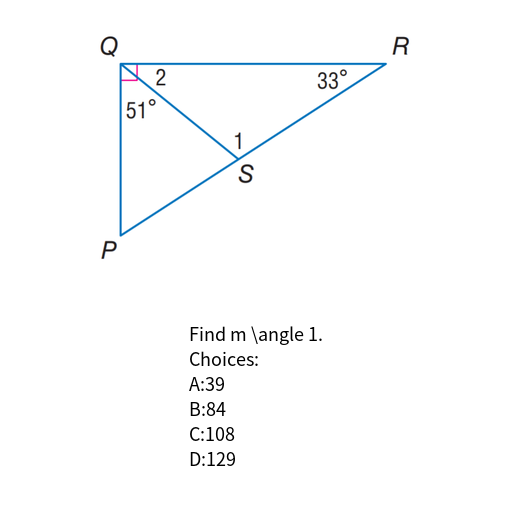 Q
R
2
33°
51°
1
S
P
Find m \angle 1.
Choices:
A:39
B:84
C:108
D:129